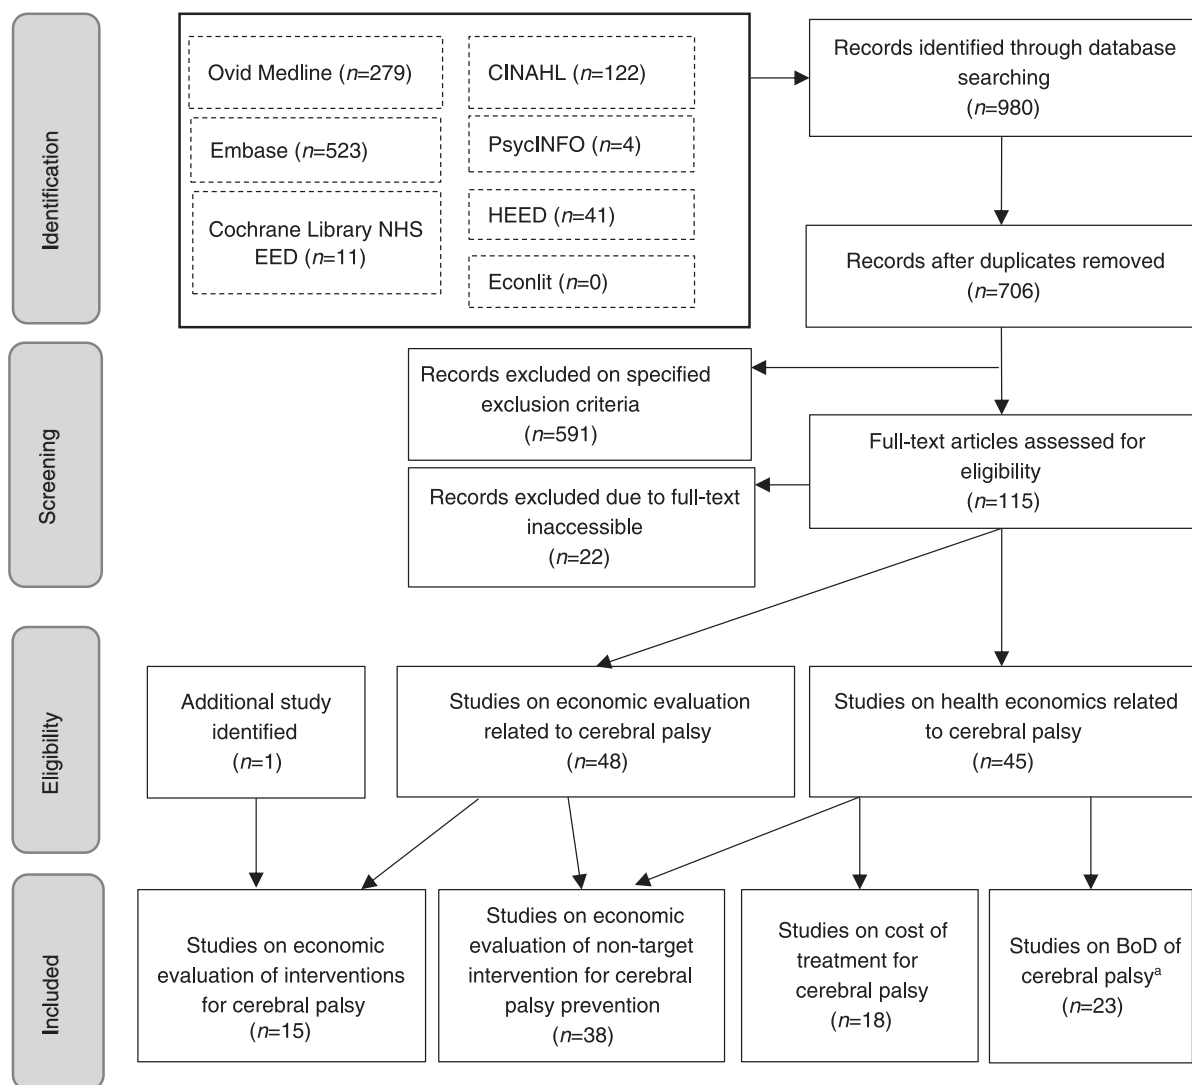 Identification
Ovid Medline (n=279)
CINAHL (n=122)
Embase (n=523)
PsycINFO (n=4)
Cochrane Library NHS
EED (n=11)
HEED (n=41)
Econlit (n=0)
Records identified through database
searching
(n=980)
Records after duplicates removed
(n=706)
Screening
Records excluded on specified
exclusion criteria
(n=591)
Full-text articles assessed for
eligibility
(n=115)
Records excluded due to full-text
inaccessible
(n=22)
Eligibility
Additional study
identified
(n=1)
Studies on economic evaluation
related to cerebral palsy
(n=48)
Studies on health economics related
to cerebral palsy
(n=45)
Included
Studies on economic
evaluation of interventions
for cerebral palsy
(n=15)
Studies on economic
evaluation of non-target
intervention for cerebral
palsy prevention
(n=38)
Studies on cost of
treatment for
cerebral palsy
(n=18)
Studies on BoD of
cerebral palsyᵃ
(n=23)